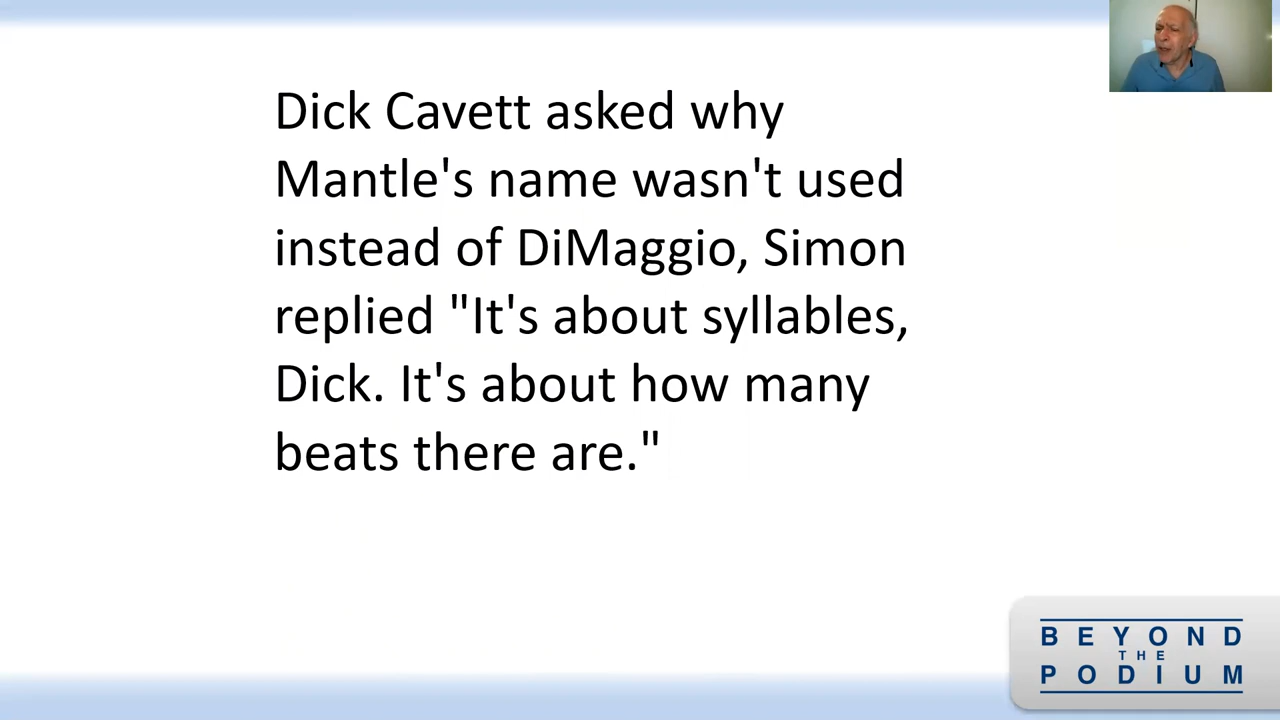 Dick Cavett asked why
Mantle's name wasn't used
instead of DiMaggio, Simon
replied "It's about syllables,
Dick. It's about how many
beats there are."
BEYOND
THE
PODIUM